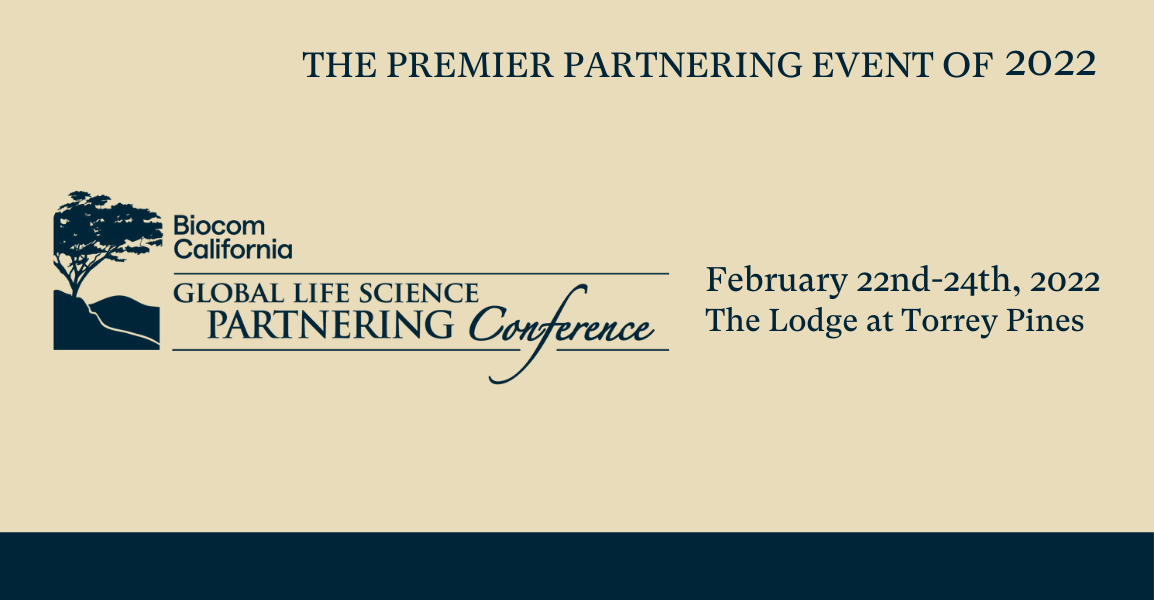 THE PREMIER PARTNERING EVENT OF 2022
Biocom
California
GLOBAL LIFE SCIENCE
PARTNERING Conference
February 22nd-24th, 2022
The Lodge at Torrey Pines